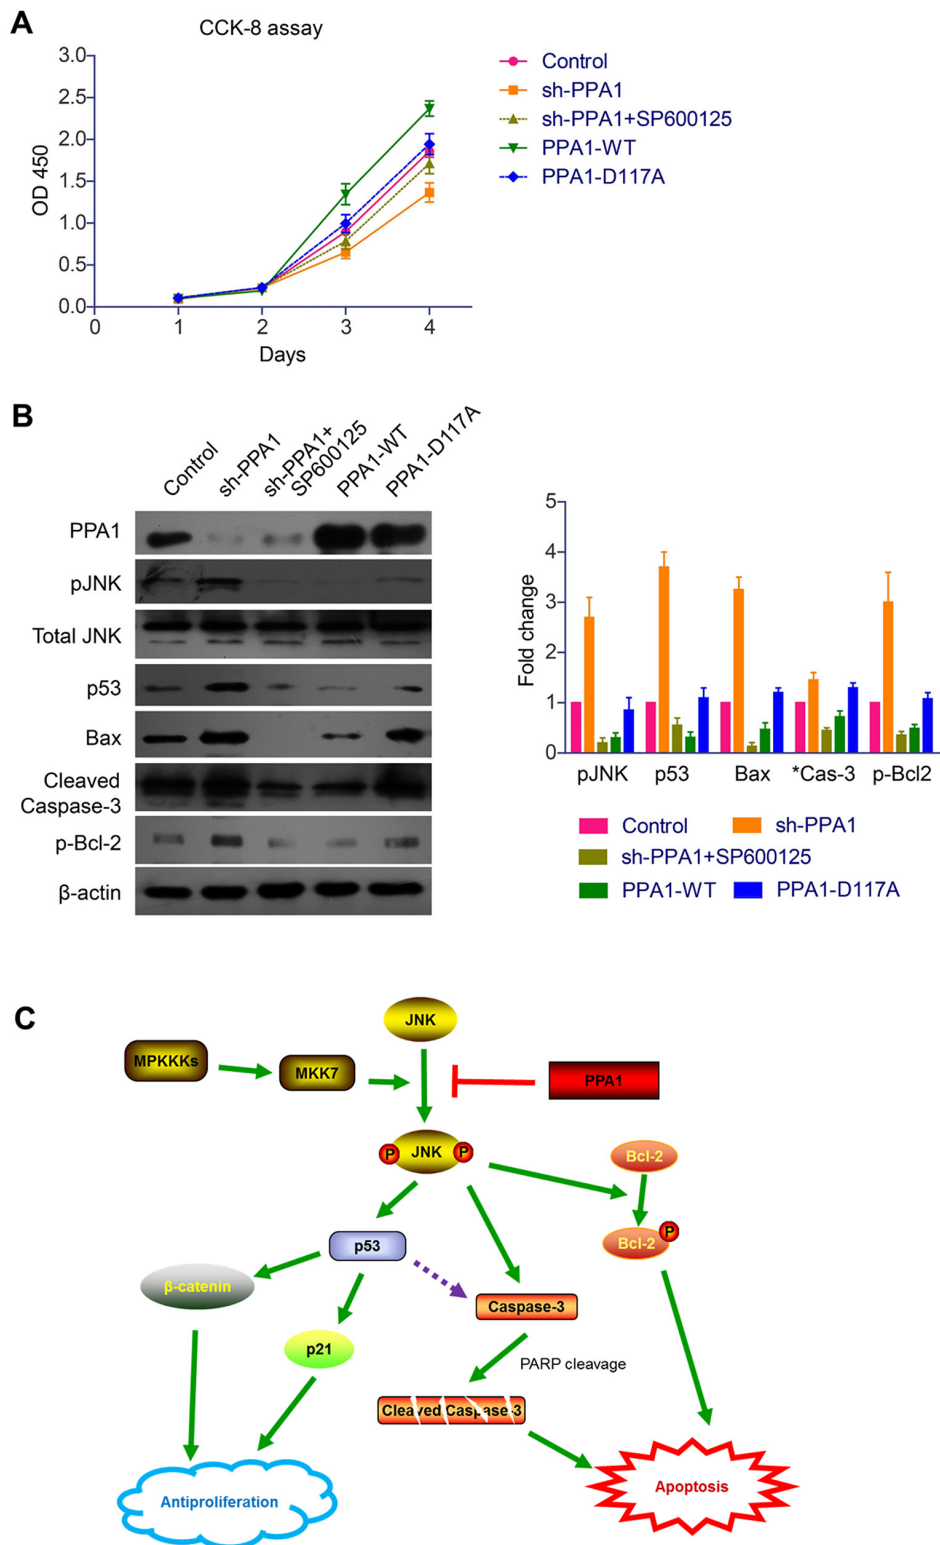 A
CCK-8 assay
3.0
2.5
2.0
1.5
1.0
0.5
0.0
OD 450
0
1
2
3
4
Days
Control
sh-PPA1
sh-PPA1+SP600125
PPA1-WT
PPA1-D117A
B
Control
sh-PPA1
sh-PPA1+
SP600125
PPA1-WT
PPA1-D117A
PPA1
pJNK
Total JNK
p53
Bax
Cleaved
Caspase-3
p-Bcl-2
β-actin
5
4
3
2
1
0
Fold change
pJNK
p53
Bax
*Cas-3
p-Bcl2
Control
sh-PPA1
sh-PPA1+SP600125
PPA1-WT
PPA1-D117A
C
JNK
MPKKKs
MKK7
PPA1
P
JNK
P
Bcl-2
Bcl-2
P
p53
β-catenin
Caspase-3
p21
PARP cleavage
Cleaved Caspase-3
Antiproliferation
Apoptosis